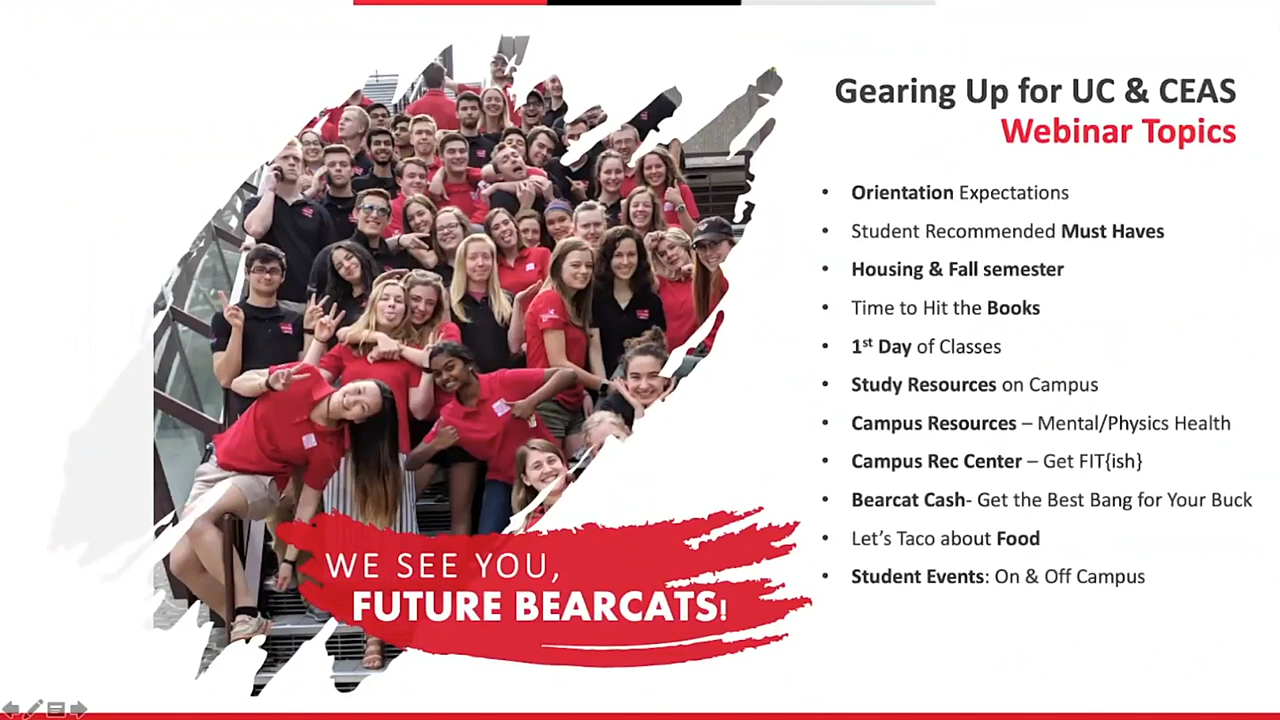 Gearing Up for UC & CEAS
Webinar Topics
• Orientation Expectations
• Student Recommended Must Haves
• Housing & Fall semester
• Time to Hit the Books
• 1st Day of Classes
• Study Resources on Campus
• Campus Resources – Mental/Physics Health
• Campus Rec Center – Get FIT{ish}
• Bearcat Cash- Get the Best Bang for Your Buck
• Let's Taco about Food
• Student Events: On & Off Campus
WE SEE YOU,
FUTURE BEARCATS!